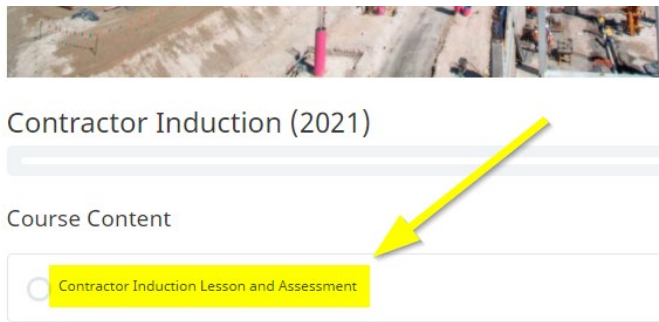 Contractor Induction (2021)
Course Content
Contractor Induction Lesson and Assessment